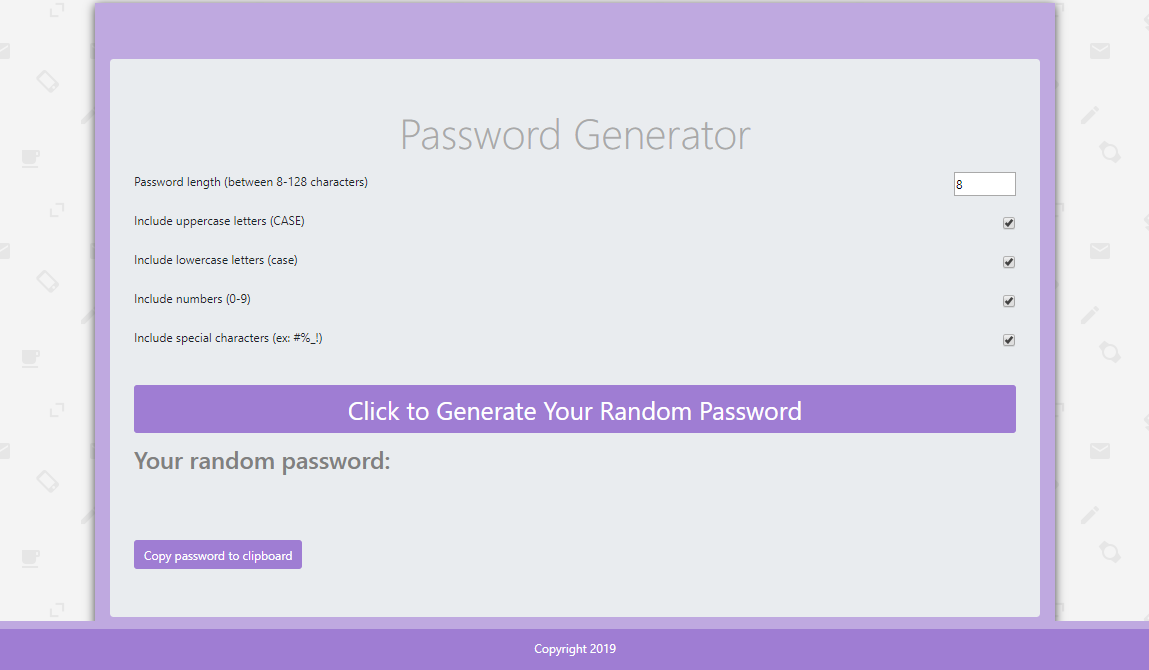 Password Generator
Password length (between 8-128 characters)
8
Include uppercase letters (CASE)
Include lowercase letters (case)
Include numbers (0-9)
Include special characters (ex: #%_!)
Click to Generate Your Random Password
Your random password:
Copy password to clipboard
Copyright 2019